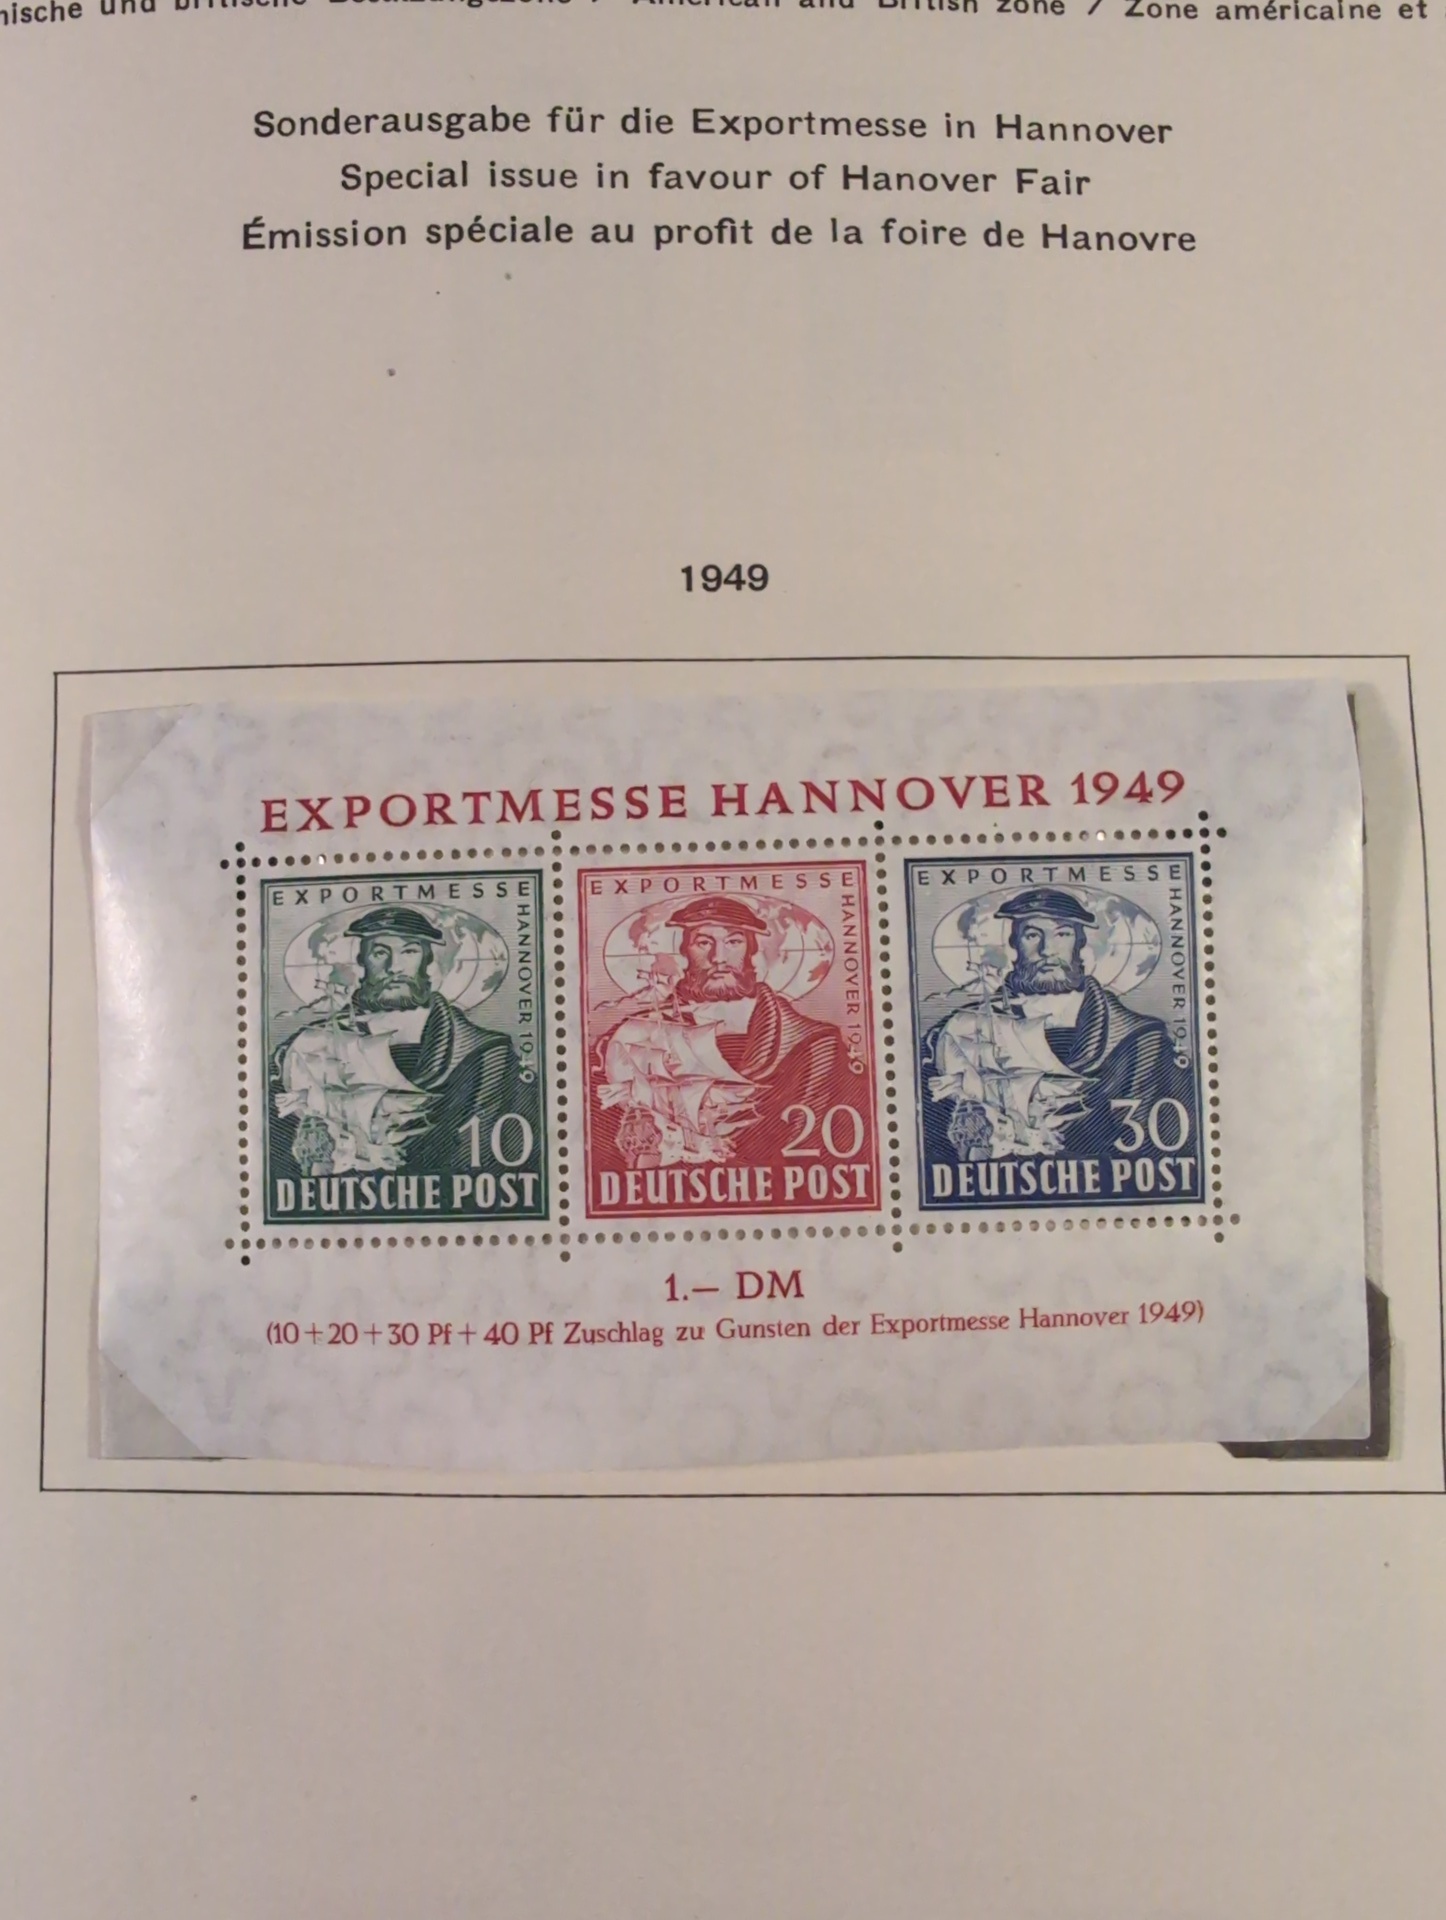 und britische Besatzungszone / American and British zone / Zone américaine et
Sonderausgabe für die Exportmesse in Hannover
Special issue in favour of Hanover Fair
Émission spéciale au profit de la foire de Hanovre
1949
EXPORTMESSE HANNOVER 1949
EXPORTMESSE
HANNOVER 1949
10
DEUTSCHE POST
EXPORTMESSE
HANNOVER 1949
20
DEUTSCHE POST
EXPORTMESSE
HANNOVER 1949
30
DEUTSCHE POST
1.— DM
(10+20+30 Pf+40 Pf Zuschlag zu Gunsten der Exportmesse Hannover 1949)